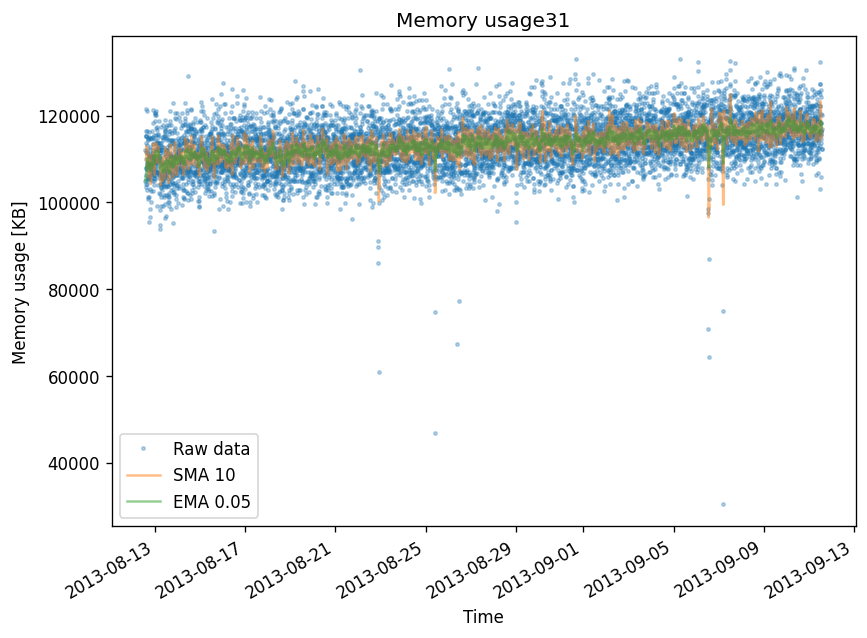 Memory usage31
120000
100000
80000
60000
40000
Memory usage [KB]
Raw data
SMA 10
EMA 0.05
2013-08-13
2013-08-17
2013-08-21
2013-08-25
2013-08-29
2013-09-01
2013-09-05
2013-09-09
2013-09-13
Time